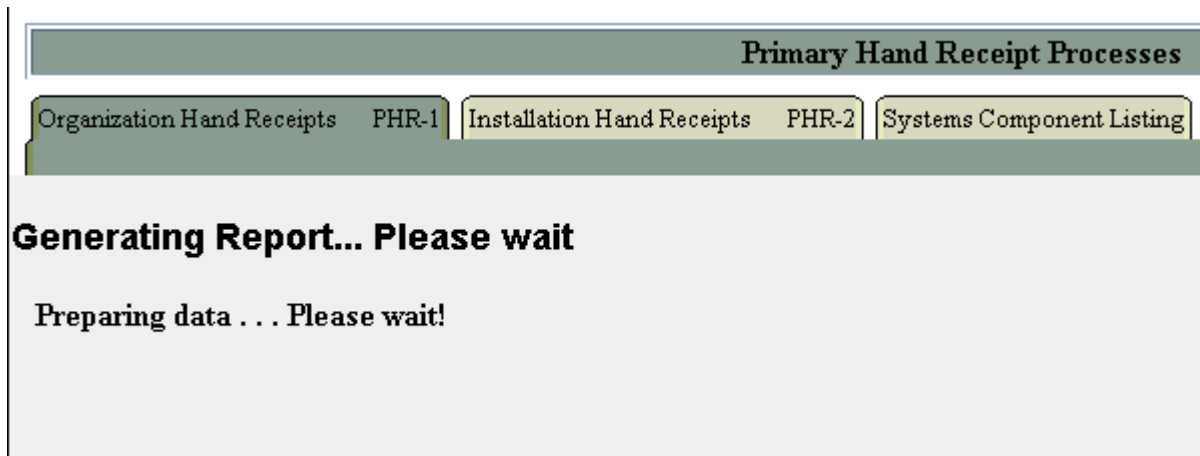 Primary Hand Receipt Processes
Organization Hand Receipts PHR-1 Installation Hand Receipts PHR-2 Systems Component Listing
Generating Report... Please wait
Preparing data . . . Please wait!